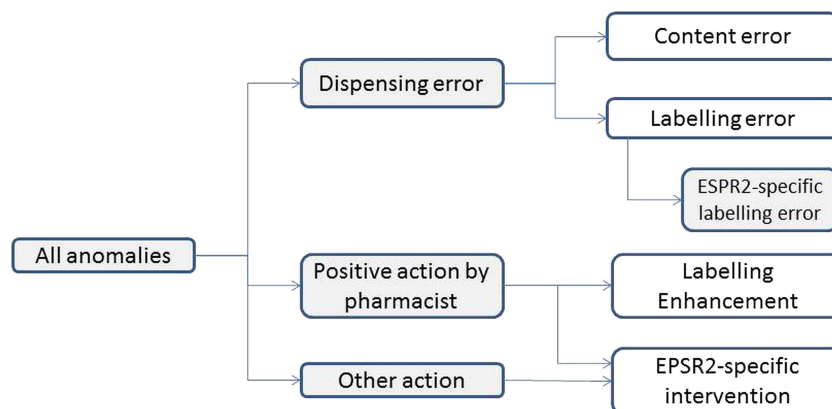 Content error
Dispensing error
Labelling error
ESPR2-specific
labelling error
All anomalies
Positive action by
pharmacist
Labelling
Enhancement
Other action
EPSR2-specific
intervention